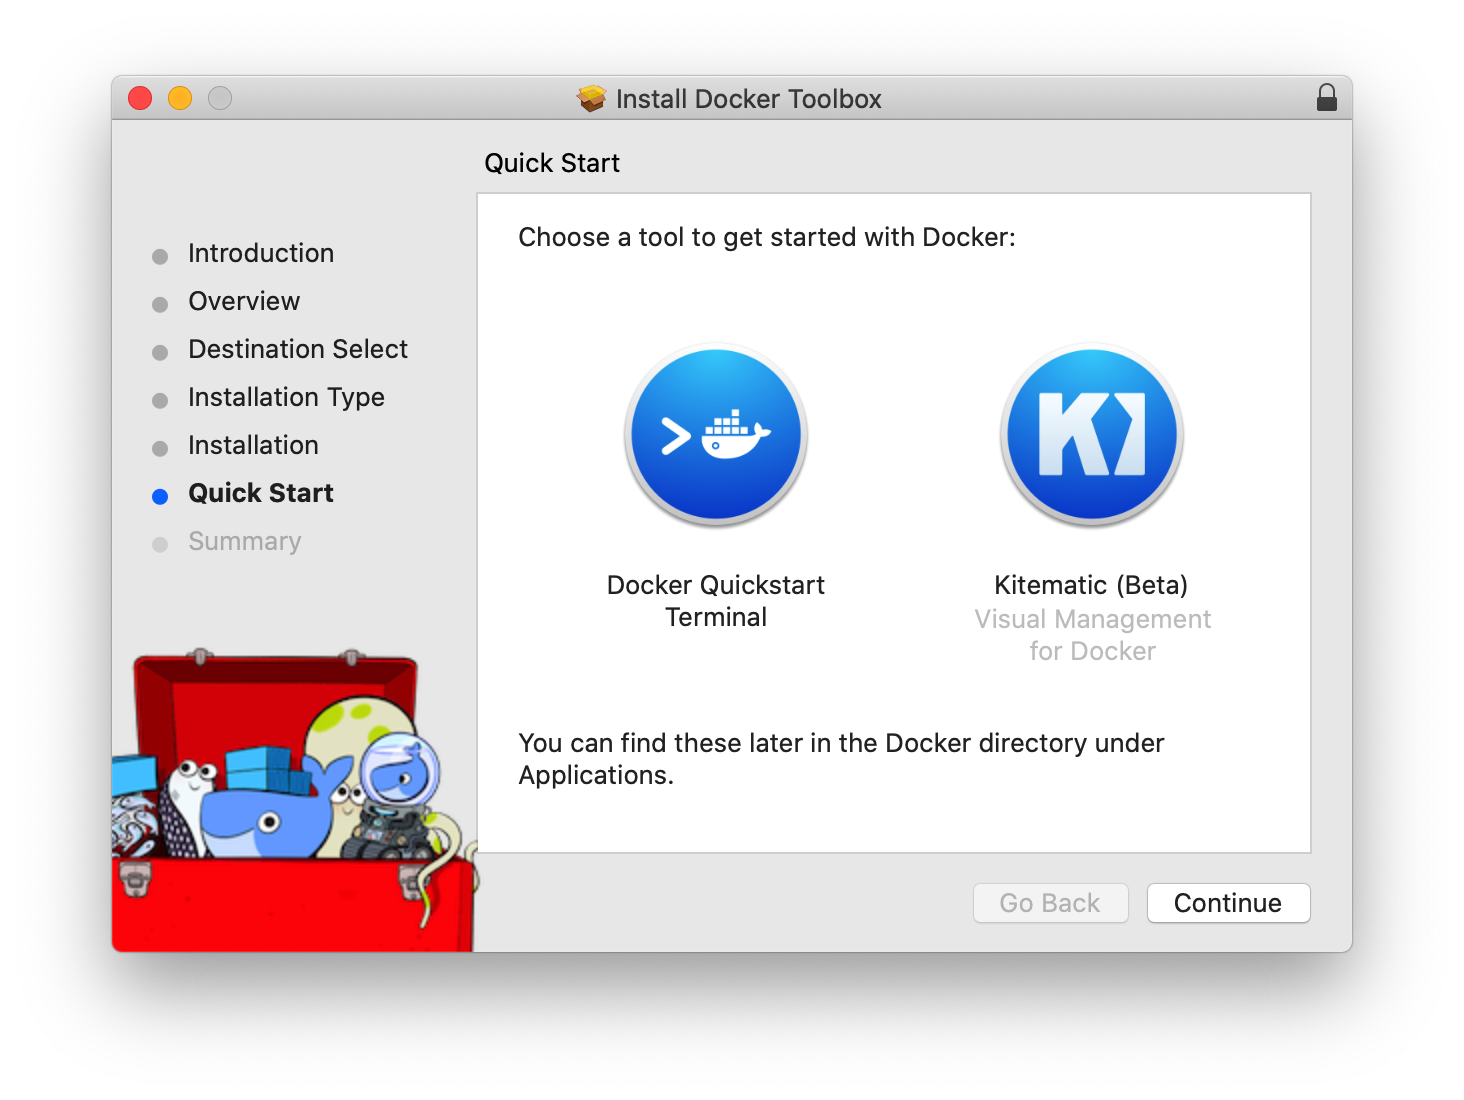 Install Docker Toolbox
Quick Start
Introduction
Overview
Destination Select
Installation Type
Installation
Quick Start
Summary
Choose a tool to get started with Docker:
KI
Docker Quickstart
Terminal
Kitematic (Beta)
Visual Management
for Docker
You can find these later in the Docker directory under
Applications.
Go Back
Continue